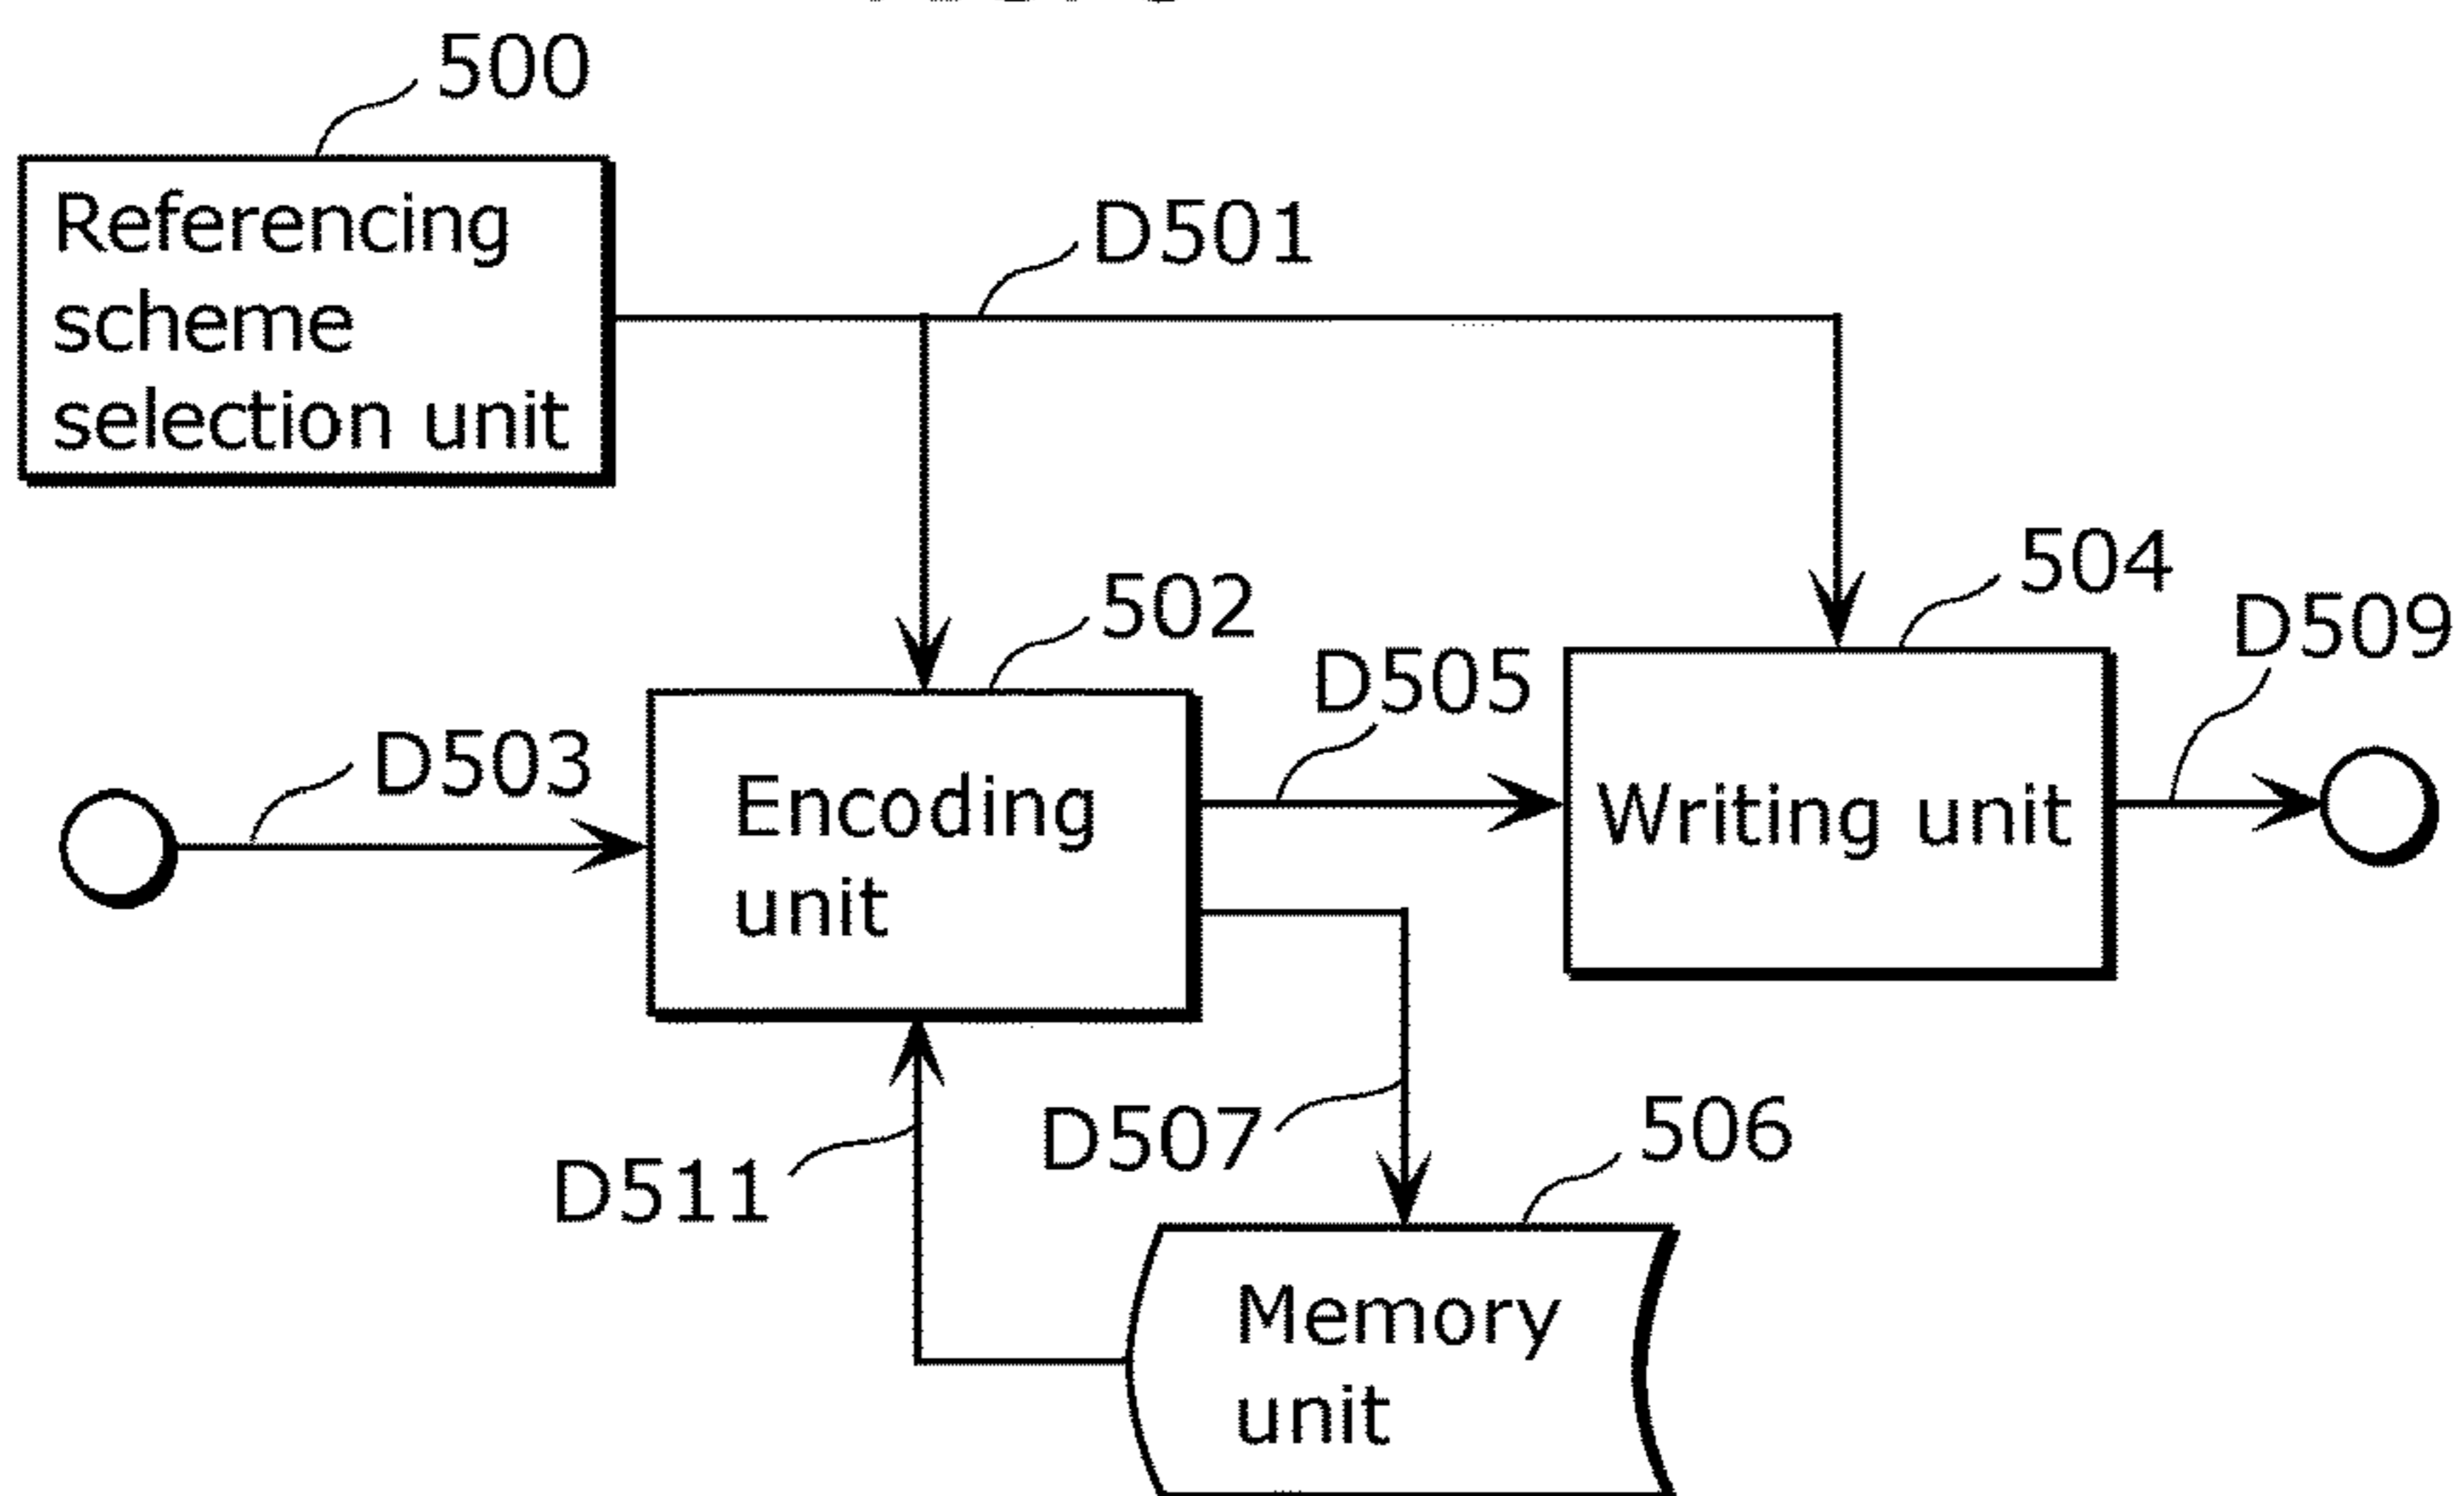 500
Referencing
scheme
selection unit
D501
502
504
D509
D503
D505
Encoding
unit
Writing unit
D511
D507
506
Memory
unit